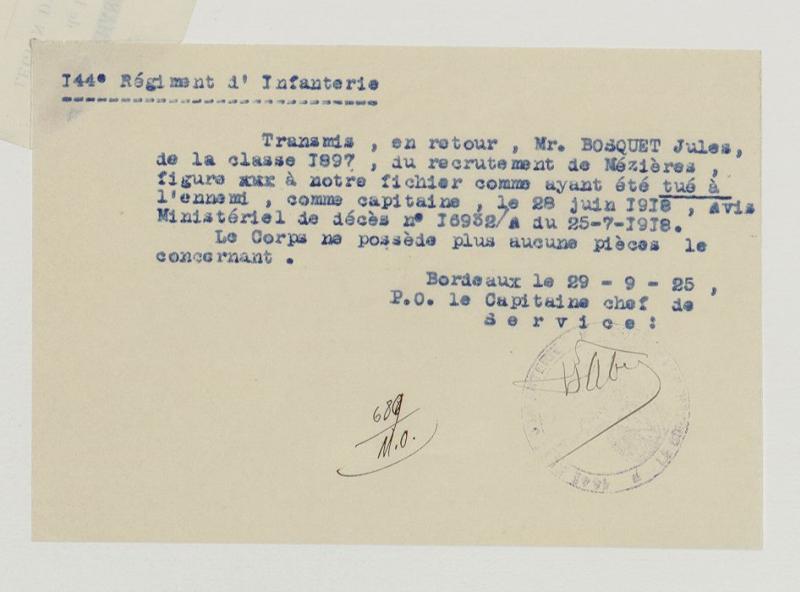 I44e Régiment d' Infanterie
Transmis , en retour , Mr. BOSQUET Jules,
de la classe I897 , du recrutement de Mézières ,
figure xxx à notre fichier comme ayant été tué à
l'ennemi , comme capitaine , le 28 juin I9I8 , Avis
Ministériel de décès n° I6952/A du 25-7-I9I8.
Le Corps ne possède plus aucune pièces le
concernant .
Bordeaux le 29 - 9 - 25 ,
P.O. le Capitaine chef de
S e r v i c e :
M.O.